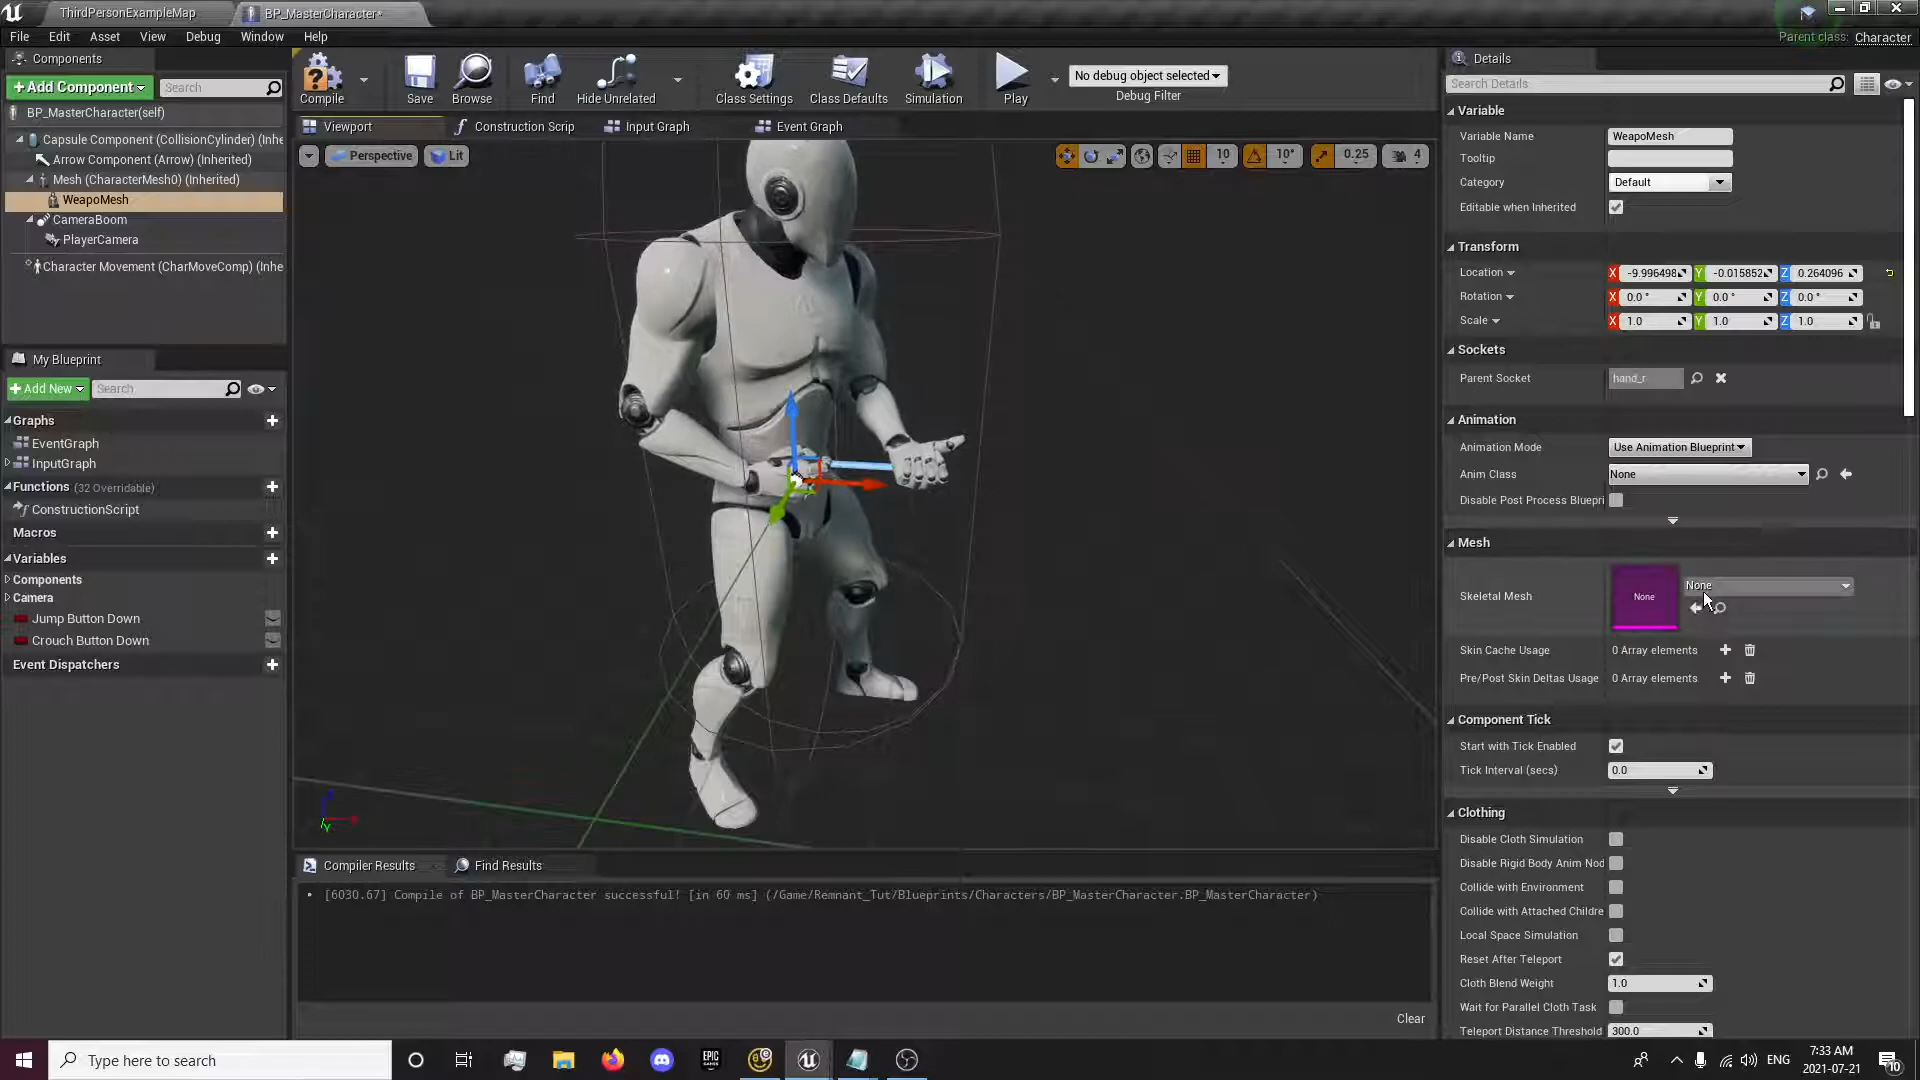 ThirdPersonExampleMap
BP_MasterCharacter*
File Edit Asset View Debug Window Help
Parent class: Character
Components
+Add Component
Search
BP_MasterCharacter(self)
Capsule Component (CollisionCylinder) (Inhe
Arrow Component (Arrow) (Inherited)
Mesh (CharacterMesh0) (Inherited)
WeapoMesh
CameraBoom
PlayerCamera
Character Movement (CharMoveComp) (Inhe
My Blueprint
+Add New
Search
Graphs
EventGraph
InputGraph
Functions (32 Overridable)
ConstructionScript
Macros
Variables
Components
Camera
Jump Button Down
Crouch Button Down
Event Dispatchers
Compile
Save
Browse
Find
Hide Unrelated
Class Settings
Class Defaults
Simulation
Play
No debug object selected
Debug Filter
Viewport
Construction Scrip
Input Graph
Event Graph
Perspective
Lit
10
10°
0.25
4
Compiler Results
Find Results
[6030.67] Compile of BP_MasterCharacter successful! [in 60 ms] (/Game/Remnant_Tut/Blueprints/Characters/BP_MasterCharacter.BP_MasterCharacter)
Clear
Details
Search Details
Variable
Variable Name WeapoMesh
Tooltip
Category Default
Editable when Inherited
Transform
Location X -9.996498 Y -0.015852 Z 0.264096
Rotation X 0.0° Y 0.0° Z 0.0°
Scale X 1.0 Y 1.0 Z 1.0
Sockets
Parent Socket hand_r
Animation
Animation Mode Use Animation Blueprint
Anim Class None
Disable Post Process Bluepri
Mesh
Skeletal Mesh None None
Skin Cache Usage 0 Array elements
Pre/Post Skin Deltas Usage 0 Array elements
Component Tick
Start with Tick Enabled
Tick Interval (secs) 0.0
Clothing
Disable Cloth Simulation
Disable Rigid Body Anim Nod
Collide with Environment
Collide with Attached Childre
Local Space Simulation
Reset After Teleport
Cloth Blend Weight 1.0
Wait for Parallel Cloth Task
Teleport Distance Threshold 300.0
Type here to search
EPIC GAMES
ENG
7:33 AM
2021-07-21
10
X
Y